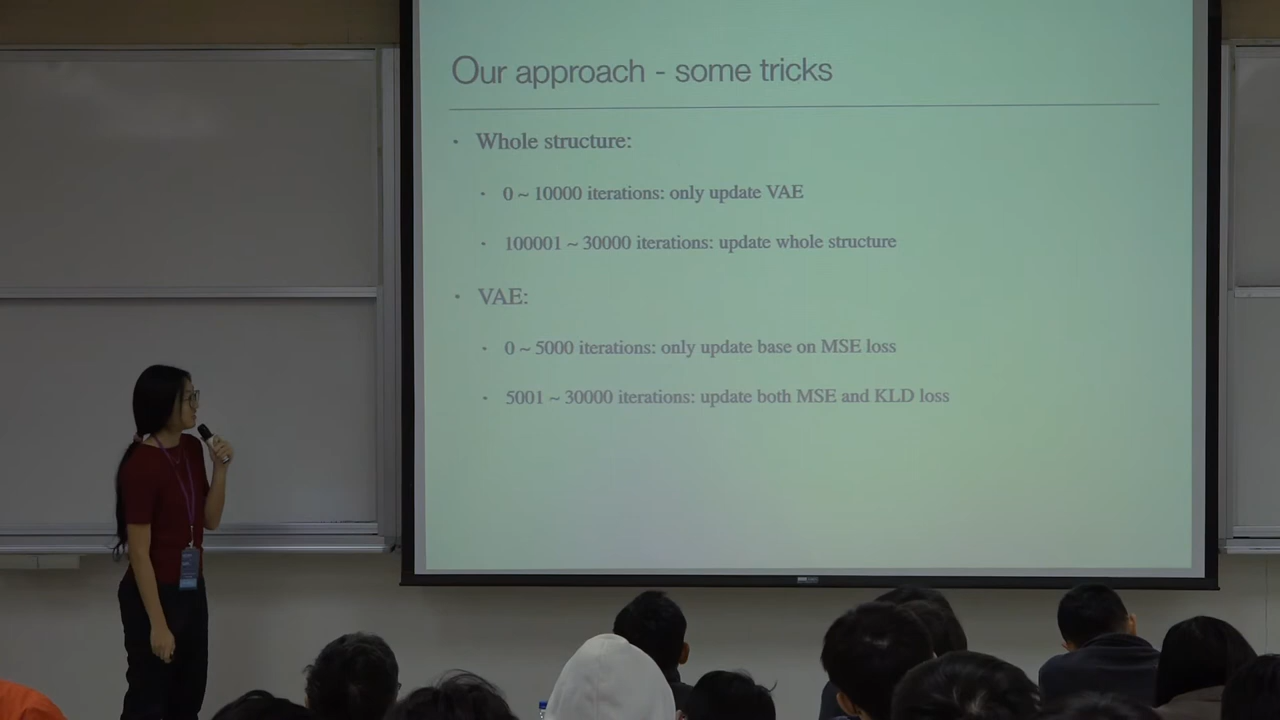 Our approach - some tricks
· Whole structure:
· 0 ~ 10000 iterations: only update VAE
· 100001 ~ 30000 iterations: update whole structure
· VAE:
· 0 ~ 5000 iterations: only update base on MSE loss
· 5001 ~ 30000 iterations: update both MSE and KLD loss